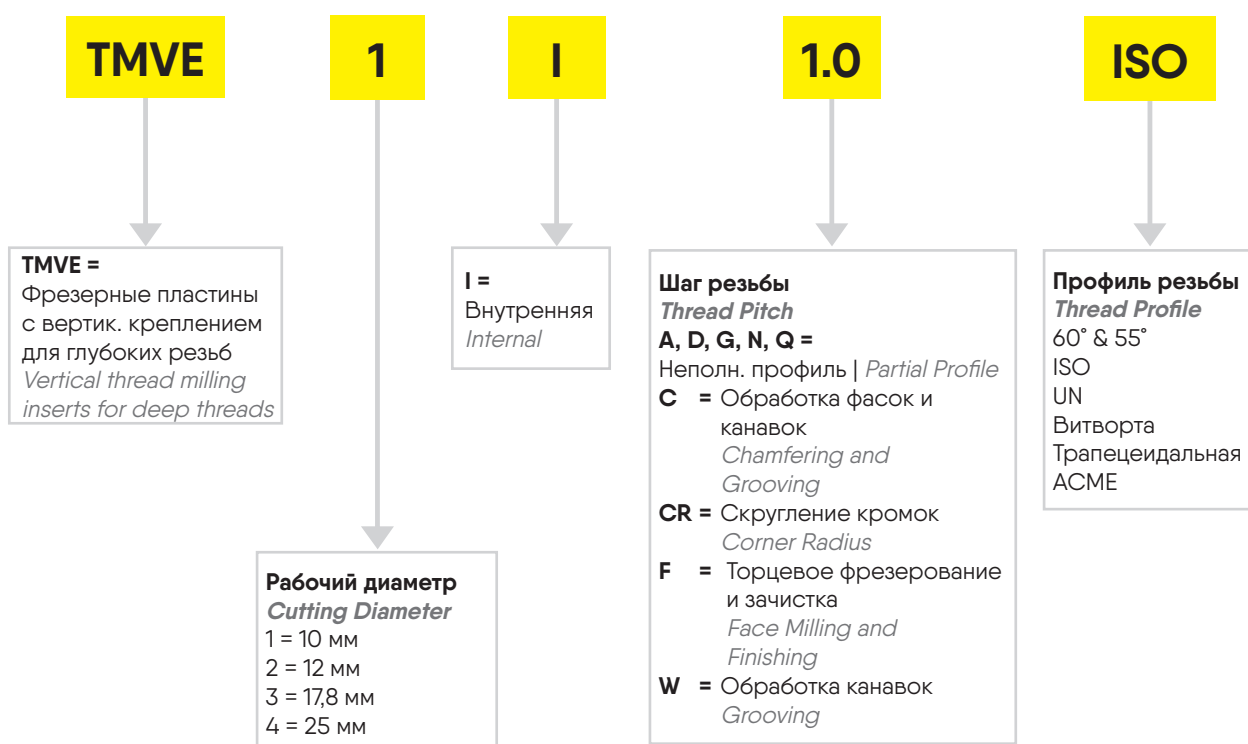 TMVE
1
I
1.0
ISO
TMVE =
Фрезерные пластины
с вертик. креплением
для глубоких резьб
Vertical thread milling
inserts for deep threads
Рабочий диаметр
Cutting Diameter
1 = 10 мм
2 = 12 мм
3 = 17,8 мм
4 = 25 мм
I =
Внутренняя
Internal
Шаг резьбы
Thread Pitch
A, D, G, N, Q =
Неполн. профиль | Partial Profile
C = Обработка фасок и
канавок
Chamfering and
Grooving
CR = Скругление кромок
Corner Radius
F = Торцевое фрезерование
и зачистка
Face Milling and
Finishing
W = Обработка канавок
Grooving
Профиль резьбы
Thread Profile
60° & 55°
ISO
UN
Витворта
Трапецеидальная
ACME